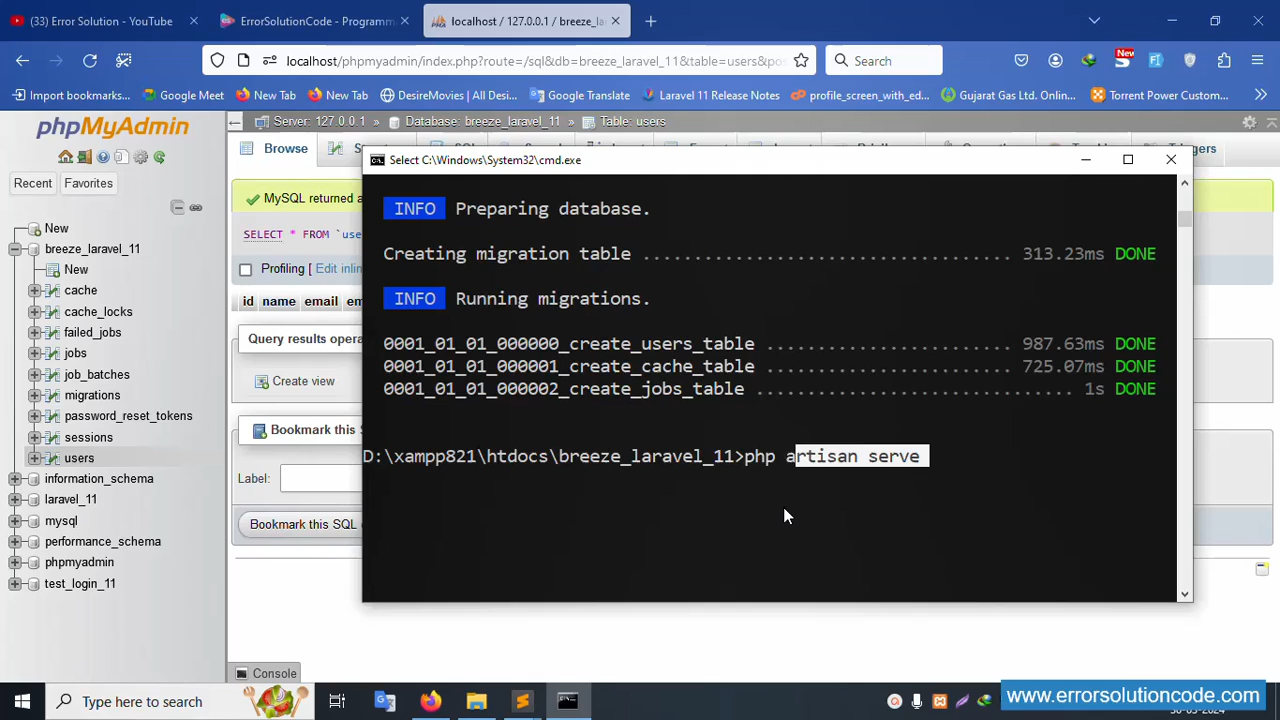 (33) Error Solution - YouTube
ErrorSolutionCode - Programm
localhost / 127.0.0.1 / breeze_la
localhost/phpmyadmin/index.php?route=/sql&db=breeze_laravel_11&table=users&pos
Search
New
Import bookmarks...
Google Meet
New Tab
New Tab
DesireMovies | All Desi...
Google Translate
Laravel 11 Release Notes
profile_screen_with_ed...
Gujarat Gas Ltd. Onlin...
Torrent Power Custom...
phpMyAdmin
Recent
Favorites
New
breeze_laravel_11
New
cache
cache_locks
failed_jobs
jobs
job_batches
migrations
password_reset_tokens
sessions
users
information_schema
laravel_11
mysql
performance_schema
phpmyadmin
test_login_11
Server: 127.0.0.1 » Database: breeze_laravel_11 » Table: users
Browse
MySQL returned a
SELECT * FROM `use
Profiling [ Edit inlin
id name email em
Query results opera
Create view
Bookmark this S
Label:
Bookmark this SQL
Console
Select C:\Windows\System32\cmd.exe
INFO Preparing database.
Creating migration table .................................... 313.23ms DONE
INFO Running migrations.
0001_01_01_000000_create_users_table ........................ 987.63ms DONE
0001_01_01_000001_create_cache_table ........................ 725.07ms DONE
0001_01_01_000002_create_jobs_table .............................. 1s DONE
D:\xampp821\htdocs\breeze_laravel_11>php artisan serve
Type here to search
www.errorsolutioncode.com